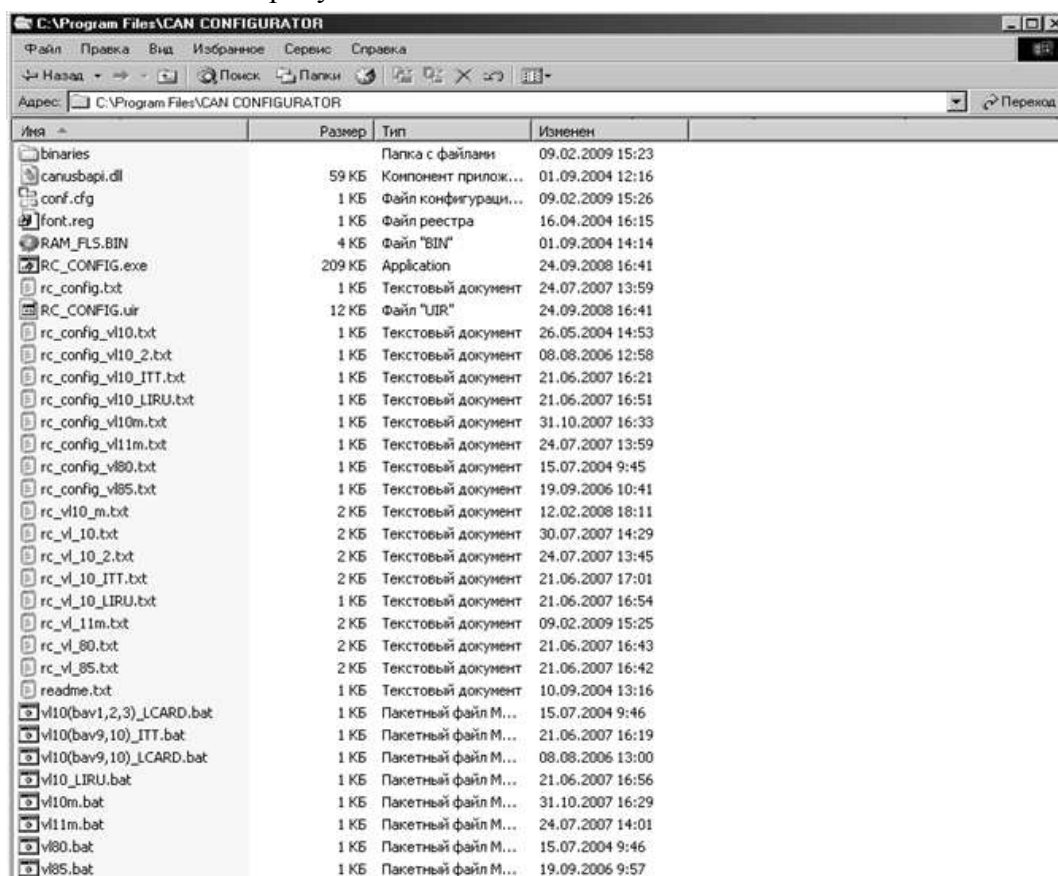 C:\Program Files\CAN CONFIGURATOR
Файл Правка Вид Избранное Сервис Справка
Назад Поиск Папки
Адрес: C:\Program Files\CAN CONFIGURATOR Переход
Имя Размер Тип Изменен
binaries Папка с файлами 09.02.2009 15:23
canusbapi.dll 59 КБ Компонент прилож... 01.09.2004 12:16
conf.cfg 1 КБ Файл конфигураци... 09.02.2009 15:26
font.reg 1 КБ Файл реестра 16.04.2004 16:15
RAM_FLS.BIN 4 КБ Файл "BIN" 01.09.2004 14:14
RC_CONFIG.exe 209 КБ Application 24.09.2008 16:41
rc_config.txt 1 КБ Текстовый документ 24.07.2007 13:59
RC_CONFIG.uir 12 КБ Файл "UIR" 24.09.2008 16:41
rc_config_vl10.txt 1 КБ Текстовый документ 26.05.2004 14:53
rc_config_vl10_2.txt 1 КБ Текстовый документ 08.08.2006 12:58
rc_config_vl10_ITT.txt 1 КБ Текстовый документ 21.06.2007 16:21
rc_config_vl10_LIRU.txt 1 КБ Текстовый документ 21.06.2007 16:51
rc_config_vl10m.txt 1 КБ Текстовый документ 31.10.2007 16:33
rc_config_vl11m.txt 1 КБ Текстовый документ 24.07.2007 13:59
rc_config_vl80.txt 1 КБ Текстовый документ 15.07.2004 9:45
rc_config_vl85.txt 1 КБ Текстовый документ 19.09.2006 10:41
rc_vl10_m.txt 2 КБ Текстовый документ 12.02.2008 18:11
rc_vl_10.txt 2 КБ Текстовый документ 30.07.2007 14:29
rc_vl_10_2.txt 2 КБ Текстовый документ 24.07.2007 13:45
rc_vl_10_ITT.txt 2 КБ Текстовый документ 21.06.2007 17:01
rc_vl_10_LIRU.txt 1 КБ Текстовый документ 21.06.2007 16:54
rc_vl_11m.txt 2 КБ Текстовый документ 09.02.2009 15:25
rc_vl_80.txt 2 КБ Текстовый документ 21.06.2007 16:43
rc_vl_85.txt 2 КБ Текстовый документ 21.06.2007 16:42
readme.txt 1 КБ Текстовый документ 10.09.2004 13:16
vl10(bav1,2,3)_LCARD.bat 1 КБ Пакетный файл M... 15.07.2004 9:46
vl10(bav9,10)_ITT.bat 1 КБ Пакетный файл M... 21.06.2007 16:19
vl10(bav9,10)_LCARD.bat 1 КБ Пакетный файл M... 08.08.2006 13:00
vl10_LIRU.bat 1 КБ Пакетный файл M... 21.06.2007 16:56
vl10m.bat 1 КБ Пакетный файл M... 31.10.2007 16:29
vl11m.bat 1 КБ Пакетный файл M... 24.07.2007 14:01
vl80.bat 1 КБ Пакетный файл M... 15.07.2004 9:46
vl85.bat 1 КБ Пакетный файл M... 19.09.2006 9:57